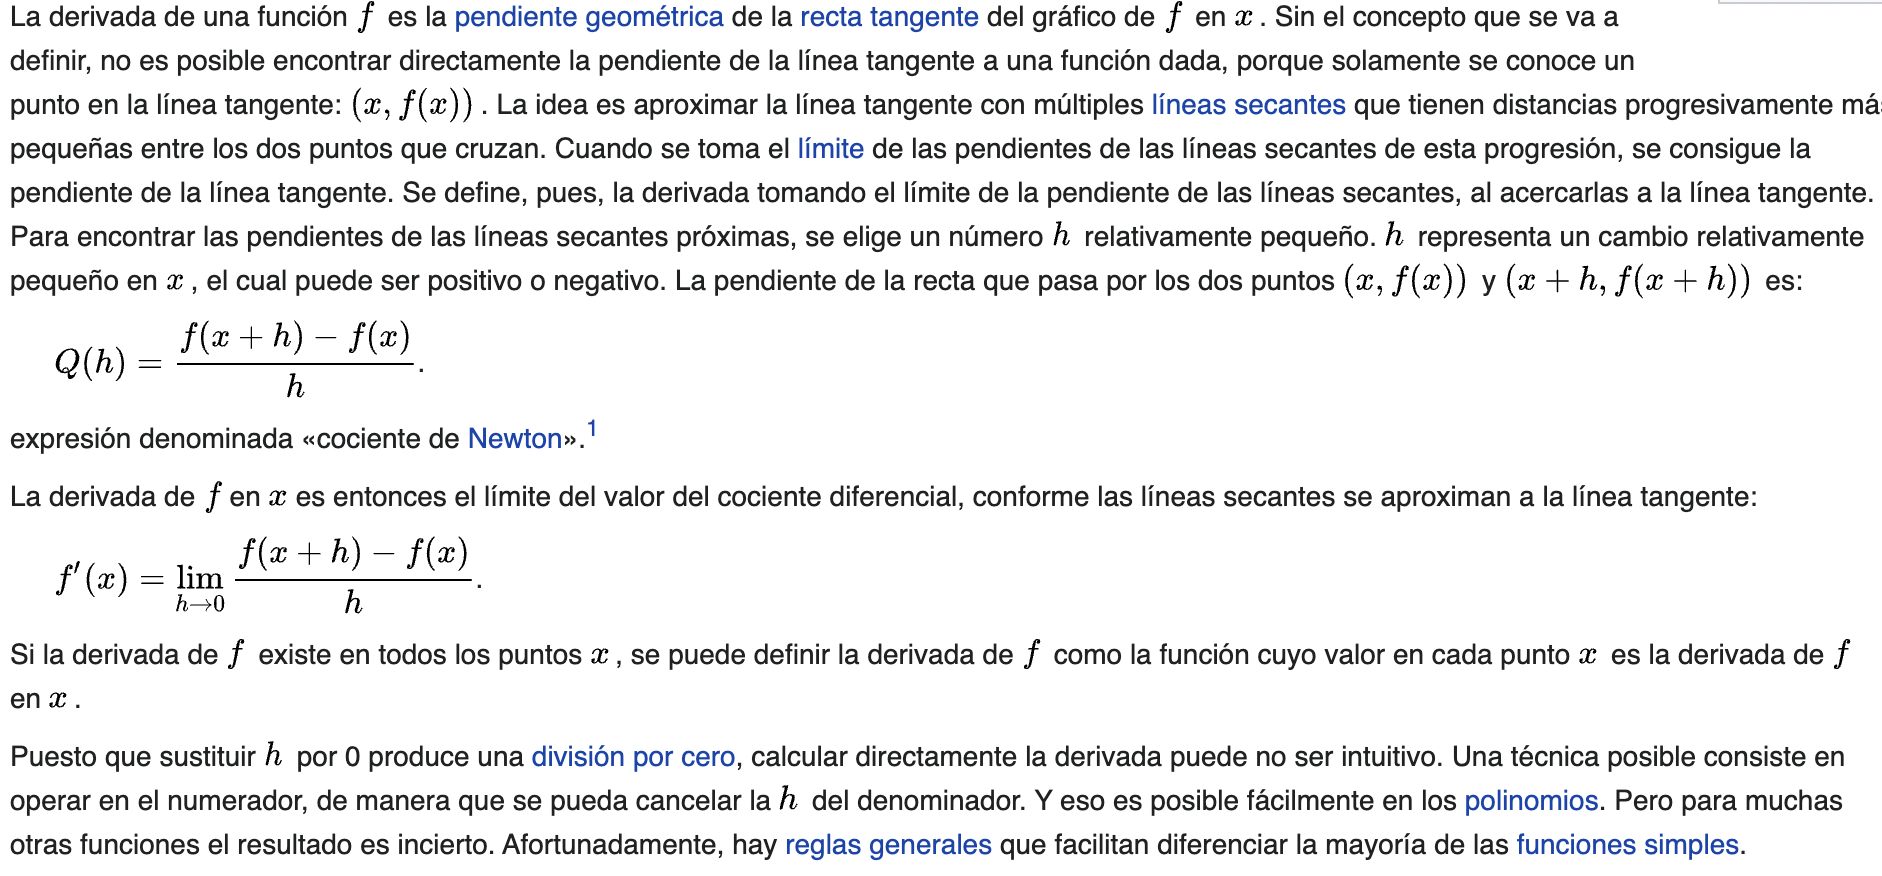 La derivada de una función f es la pendiente geométrica de la recta tangente del gráfico de f en x . Sin el concepto que se va a
definir, no es posible encontrar directamente la pendiente de la línea tangente a una función dada, porque solamente se conoce un
punto en la línea tangente: (x, f(x)) . La idea es aproximar la línea tangente con múltiples líneas secantes que tienen distancias progresivamente má
pequeñas entre los dos puntos que cruzan. Cuando se toma el límite de las pendientes de las líneas secantes de esta progresión, se consigue la
pendiente de la línea tangente. Se define, pues, la derivada tomando el límite de la pendiente de las líneas secantes, al acercarlas a la línea tangente.
Para encontrar las pendientes de las líneas secantes próximas, se elige un número h relativamente pequeño. h representa un cambio relativamente
pequeño en x , el cual puede ser positivo o negativo. La pendiente de la recta que pasa por los dos puntos (x, f(x)) y (x + h, f(x + h)) es:
Q(h) = \frac{f(x + h) − f(x)}{h}.
expresión denominada «cociente de Newton».¹
La derivada de f en x es entonces el límite del valor del cociente diferencial, conforme las líneas secantes se aproximan a la línea tangente:
f′(x) = \lim_{h→0} \frac{f(x + h) − f(x)}{h}.
Si la derivada de f existe en todos los puntos x , se puede definir la derivada de f como la función cuyo valor en cada punto x es la derivada de f
en x .
Puesto que sustituir h por 0 produce una división por cero, calcular directamente la derivada puede no ser intuitivo. Una técnica posible consiste en
operar en el numerador, de manera que se pueda cancelar la h del denominador. Y eso es posible fácilmente en los polinomios. Pero para muchas
otras funciones el resultado es incierto. Afortunadamente, hay reglas generales que facilitan diferenciar la mayoría de las funciones simples.